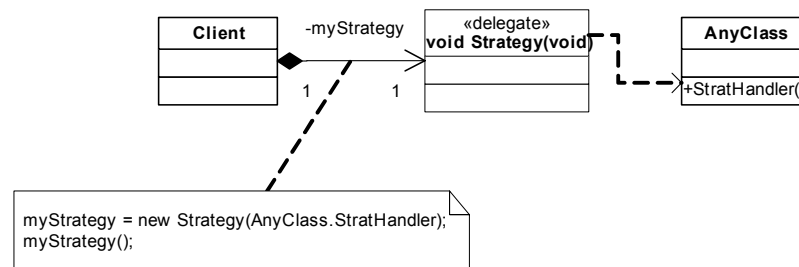 Client
-myStrategy
1
1
«delegate»
void Strategy(void)
AnyClass
+StratHandler(
myStrategy = new Strategy(AnyClass.StratHandler);
myStrategy();